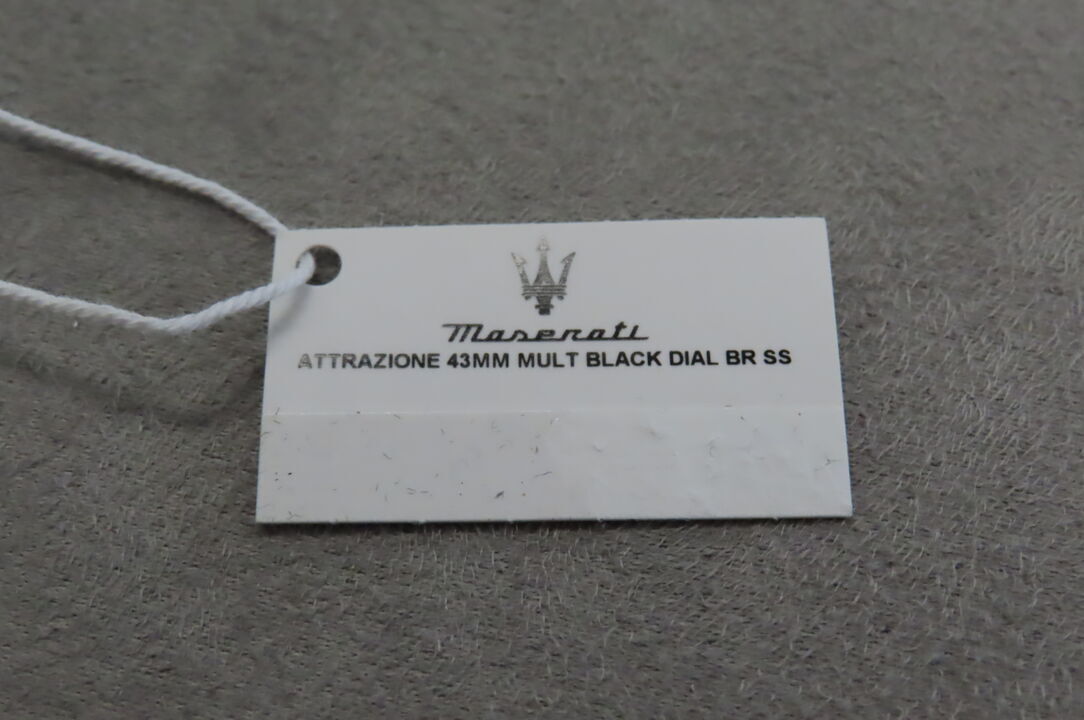 Maserati
ATTRAZIONE 43MM MULT BLACK DIAL BR SS